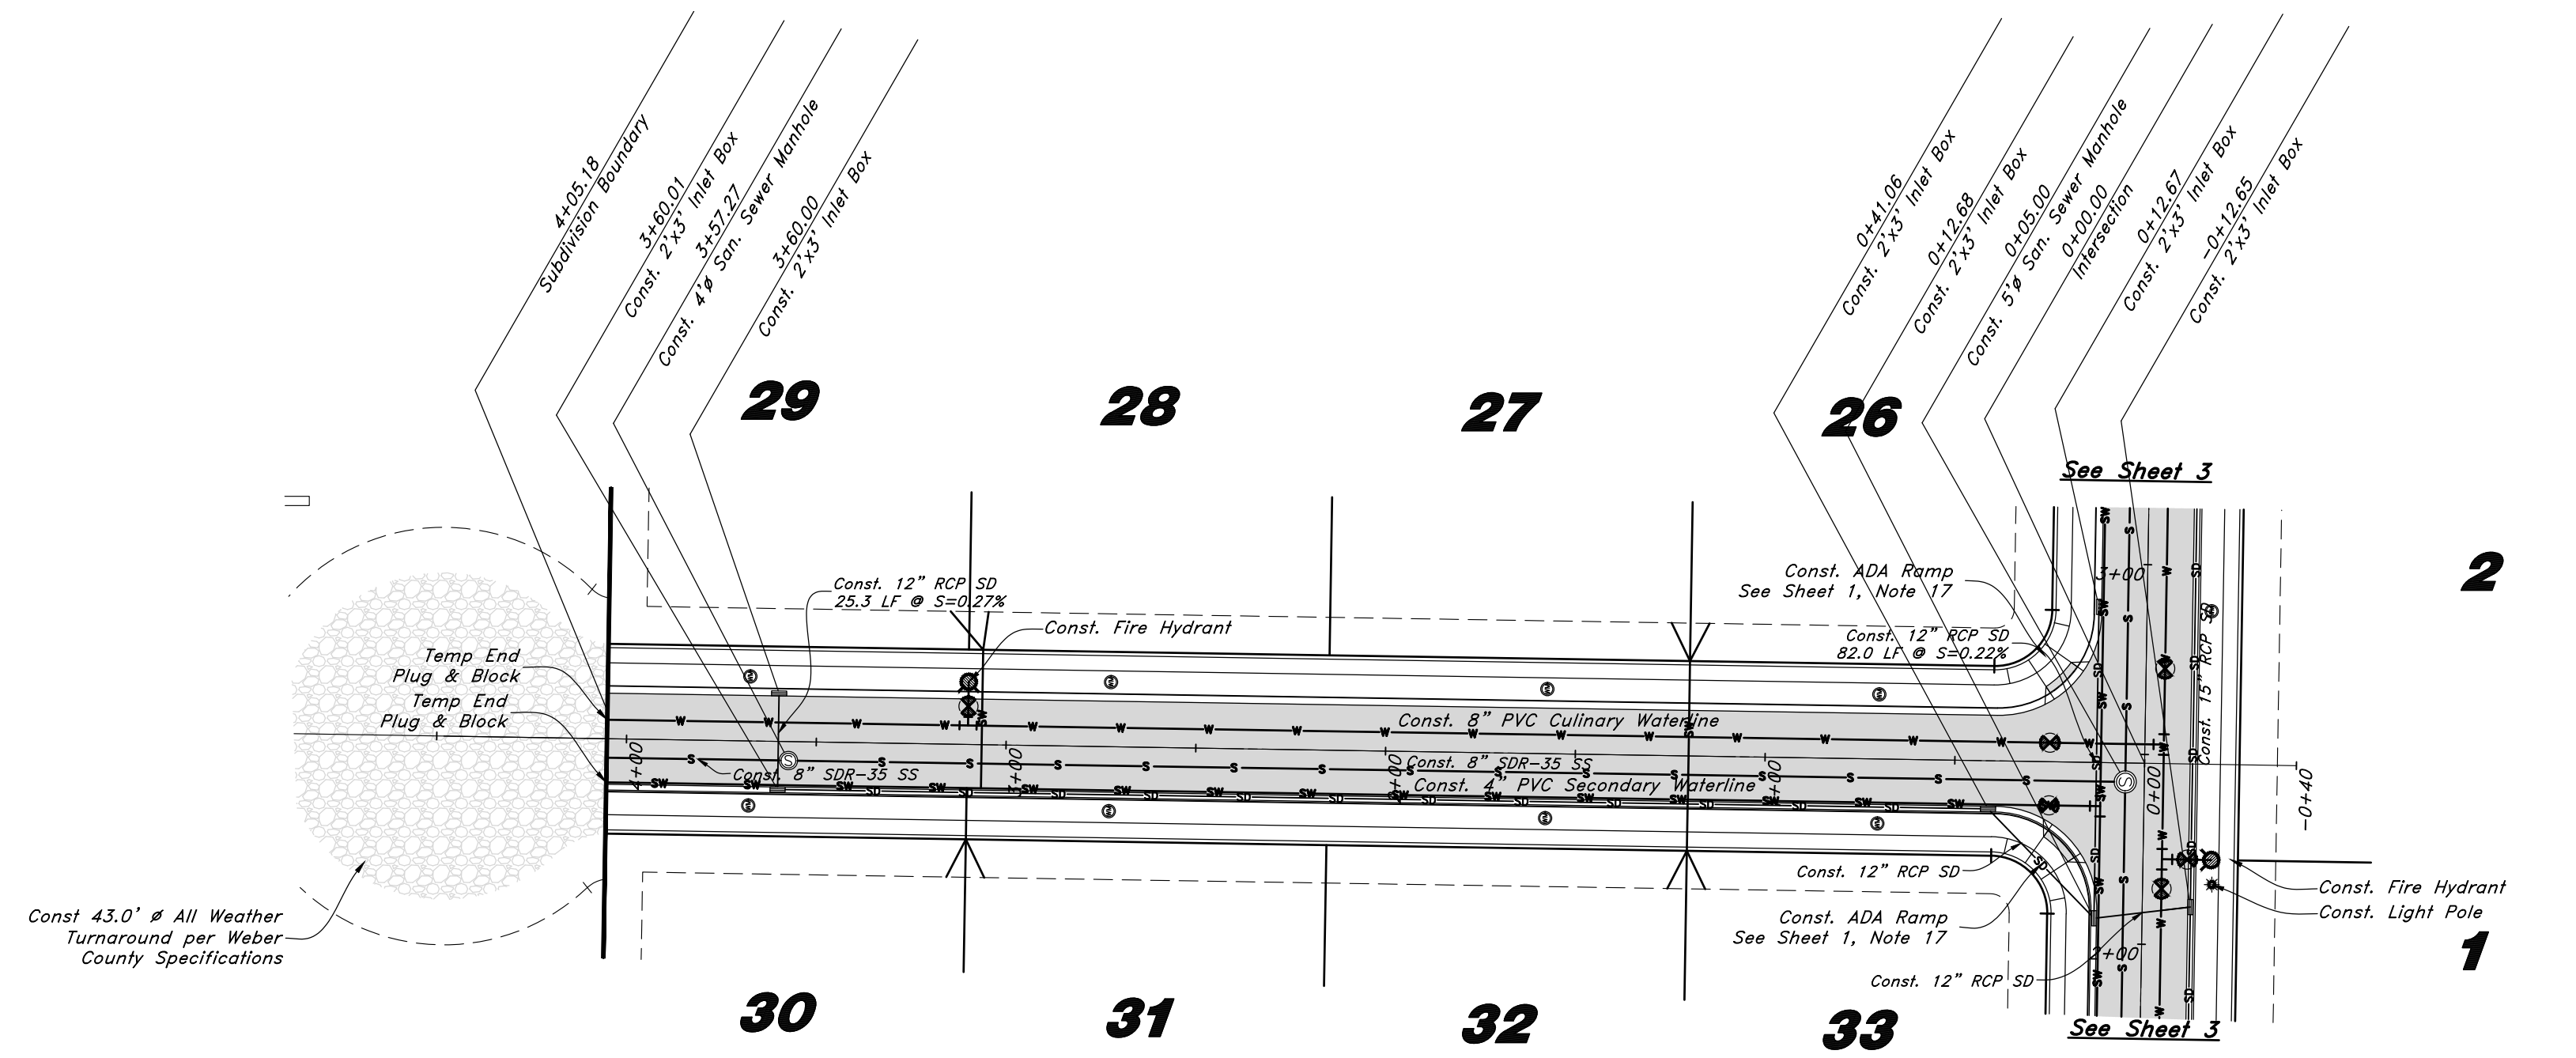 4+05.18
Subdivision Boundary
3+60.01
Const. 2'x3' Inlet Box
3+57.27
Const. 4'ø San. Sewer Manhole
3+60.00
Const. 2'x3' Inlet Box
0+41.06
Const. 2'x3' Inlet Box
0+12.68
Const. 2'x3' Inlet Box
0+05.00
Const. 5'ø San. Sewer Manhole
0+00.00
Intersection
0+12.67
Const. 2'x3' Inlet Box
-0+12.65
Const. 2'x3' Inlet Box
29
28
27
26
See Sheet 3
2
Const. 12" RCP SD
25.3 LF @ S=0.27%
Const. Fire Hydrant
Const. ADA Ramp
See Sheet 1, Note 17
Const. 12" RCP SD
82.0 LF @ S=0.22%
3+00
Const. 15" RCP SD
Temp End
Plug & Block
Temp End
Plug & Block
Const. 8" PVC Culinary Waterline
Const. 8" SDR-35 SS
Const. 8" SDR-35 SS
Const. 4" PVC Secondary Waterline
4+00
3+00
2+00
1+00
0+00
-0+40
Const. 12" RCP SD
Const. ADA Ramp
See Sheet 1, Note 17
Const. 12" RCP SD
2+00
Const. Fire Hydrant
Const. Light Pole
1
Const 43.0' ø All Weather
Turnaround per Weber
County Specifications
30
31
32
33
See Sheet 3